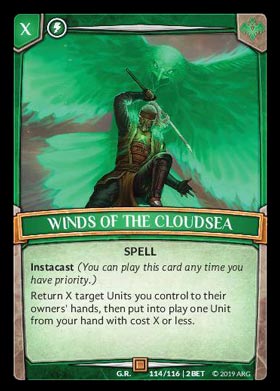 X
WINDS OF THE CLOUDSEA
SPELL
Instacast (You can play this card any time you
have priority.)
Return X target Units you control to their
owners' hands, then put into play one Unit
from your hand with cost X or less.
G.R. 114/116 | 2BET © 2019 ARG